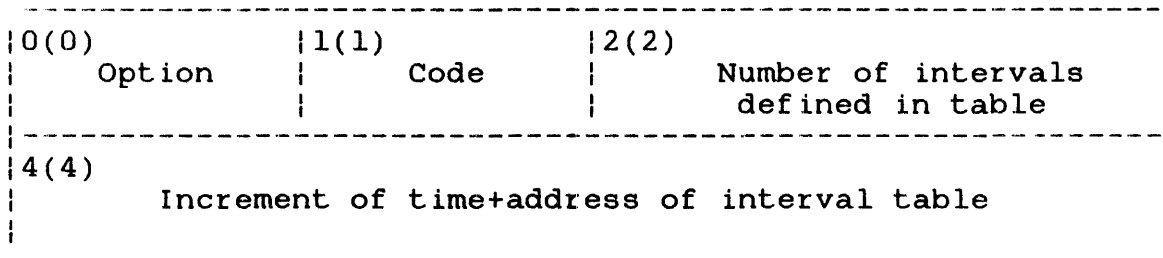 0(0) 1(1) 2(2)
Option Code Number of intervals
defined in table
4(4)
Increment of time+address of interval table